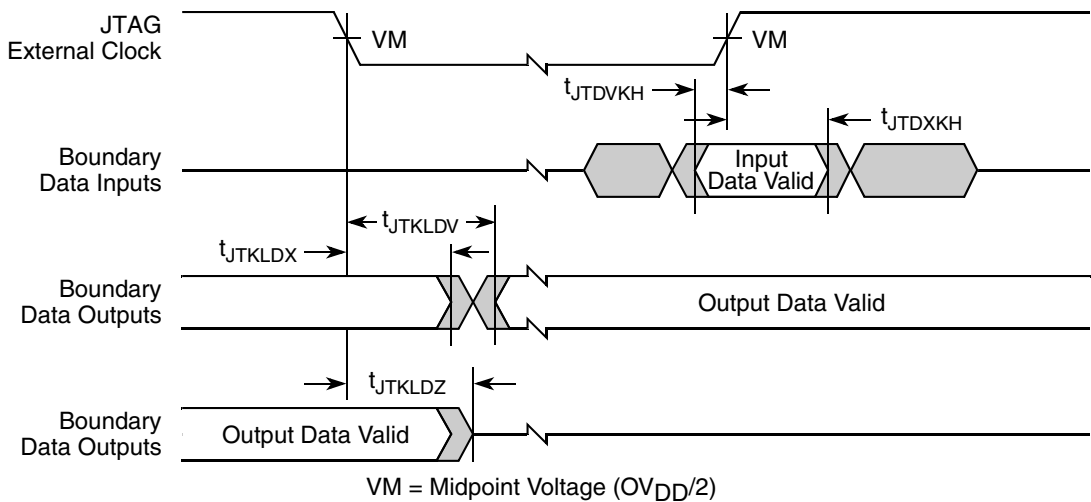 JTAG
External Clock
VM
VM
tJTDVKH
tJTDXKH
Boundary
Data Inputs
Input
Data Valid
tJTKLDV
tJTKLDX
Boundary
Data Outputs
Output Data Valid
tJTKLDZ
Boundary
Data Outputs
Output Data Valid
VM = Midpoint Voltage (OVDD/2)